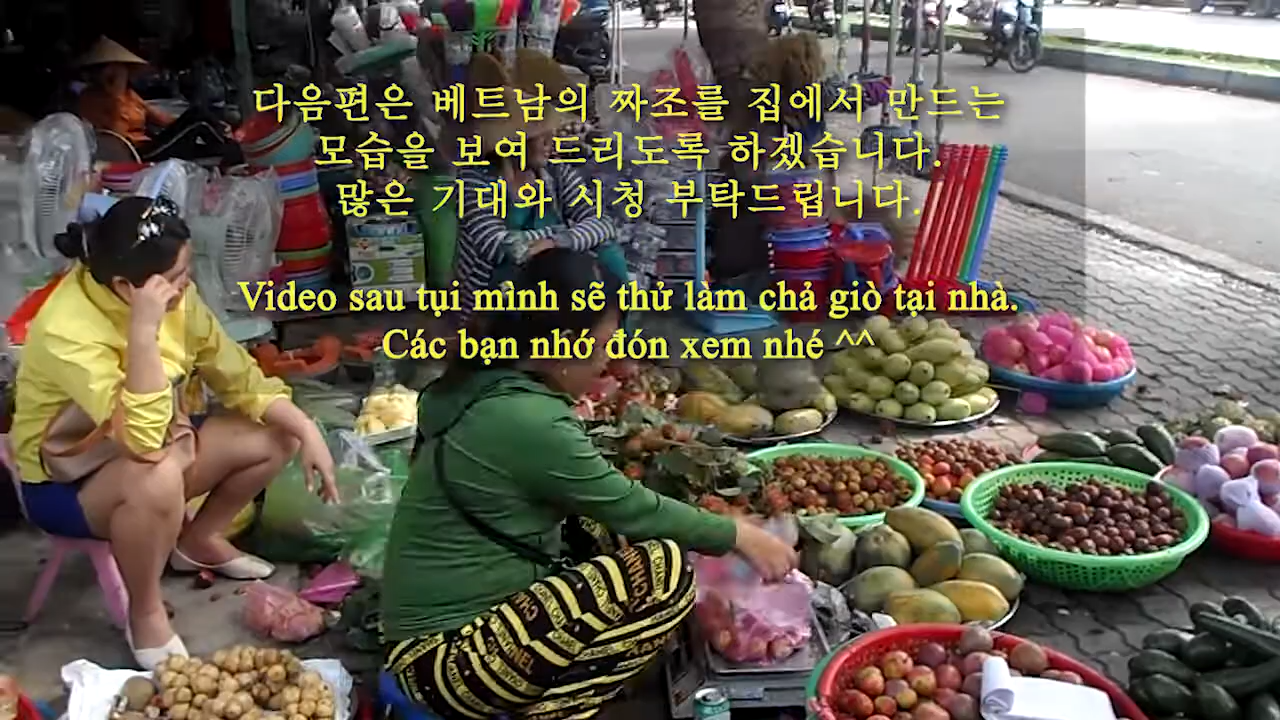 다음편은 베트남의 짜조를 집에서 만드는
모습을 보여 드리도록 하겠습니다.
많은 기대와 시청 부탁드립니다.
Video sau tụi mình sẽ thử làm chả giò tại nhà.
Các bạn nhớ đón xem nhé ^^